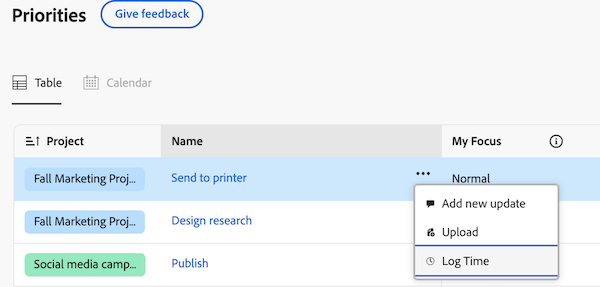 Priorities Give feedback
Table Calendar
Project Name My Focus
Fall Marketing Proj... Send to printer ••• Normal
Add new update
Fall Marketing Proj... Design research
Upload
Social media camp... Publish
Log Time